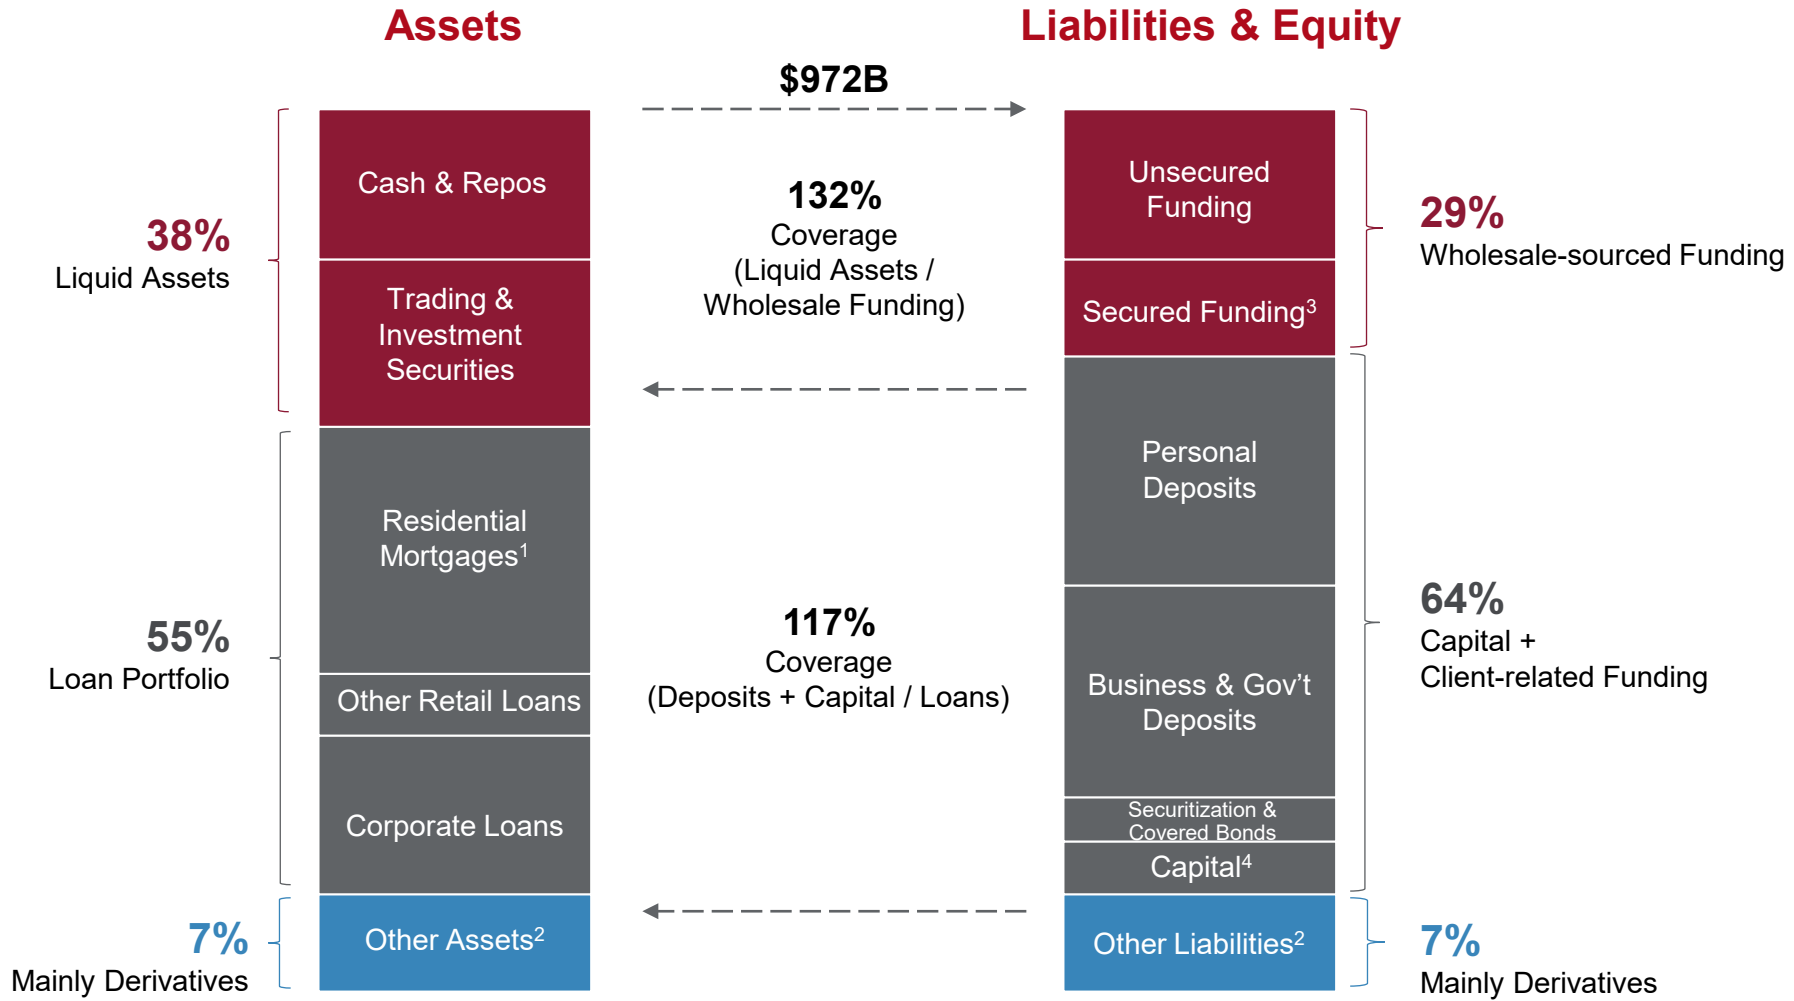 Assets
Liabilities & Equity
$972B
38%
Liquid Assets
55%
Loan Portfolio
7%
Mainly Derivatives
Cash & Repos
Trading &
Investment
Securities
Residential
Mortgages¹
Other Retail Loans
Corporate Loans
Other Assets²
132%
Coverage
(Liquid Assets /
Wholesale Funding)
117%
Coverage
(Deposits + Capital / Loans)
Unsecured
Funding
Secured Funding³
Personal
Deposits
Business & Gov’t
Deposits
Securitization &
Covered Bonds
Capital⁴
Other Liabilities²
29%
Wholesale-sourced Funding
64%
Capital +
Client-related Funding
7%
Mainly Derivatives